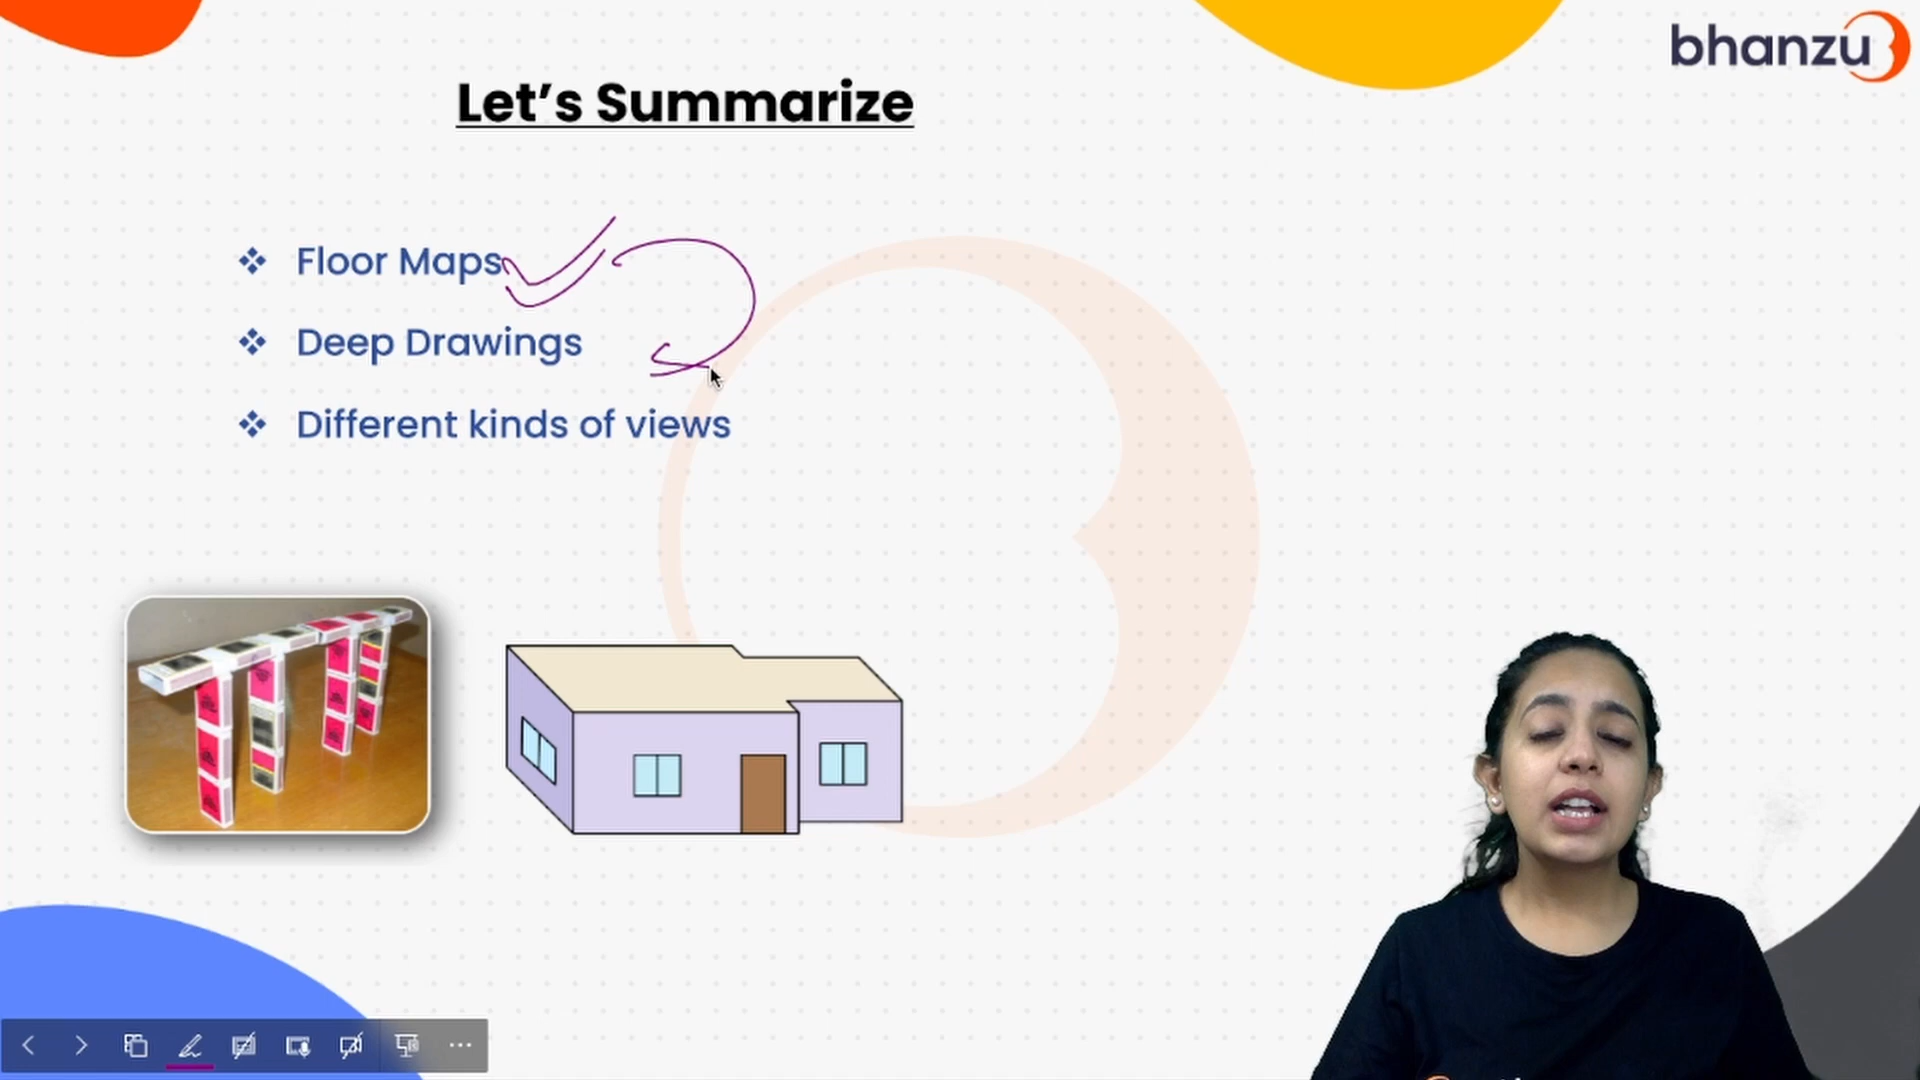 bhanzu
Let's Summarize
❖ Floor Maps
❖ Deep Drawings
❖ Different kinds of views